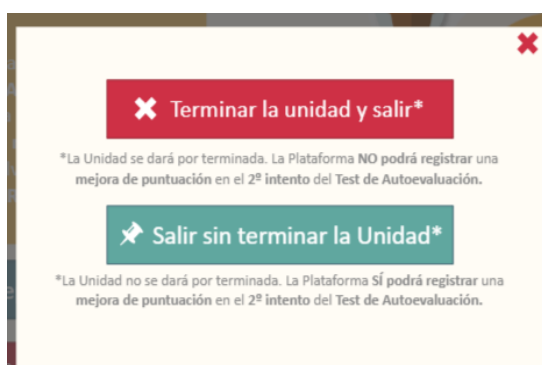 Terminar la unidad y salir*
*La Unidad se dará por terminada. La Plataforma NO podrá registrar una
mejora de puntuación en el 2º intento del Test de Autoevaluación.
Salir sin terminar la Unidad*
*La Unidad no se dará por terminada. La Plataforma SÍ podrá registrar una
mejora de puntuación en el 2º intento del Test de Autoevaluación.